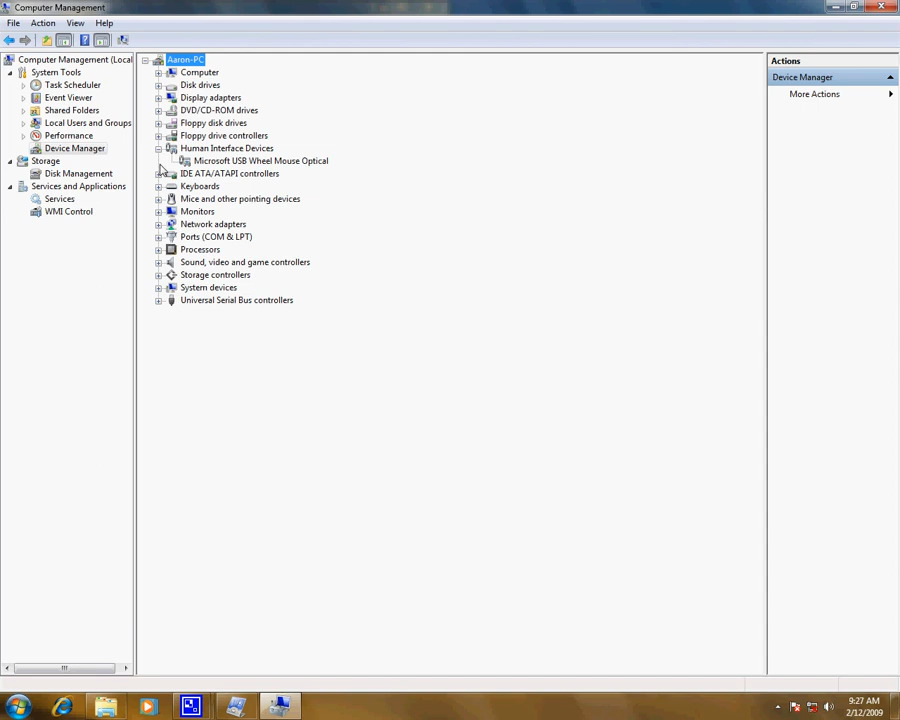 Computer Management
File Action View Help
Computer Management (Local
System Tools
Task Scheduler
Event Viewer
Shared Folders
Local Users and Groups
Performance
Device Manager
Storage
Disk Management
Services and Applications
Services
WMI Control
Aaron-PC
Computer
Disk drives
Display adapters
DVD/CD-ROM drives
Floppy disk drives
Floppy drive controllers
Human Interface Devices
Microsoft USB Wheel Mouse Optical
IDE ATA/ATAPI controllers
Keyboards
Mice and other pointing devices
Monitors
Network adapters
Ports (COM & LPT)
Processors
Sound, video and game controllers
Storage controllers
System devices
Universal Serial Bus controllers
Actions
Device Manager
More Actions
9:27 AM
2/12/2009